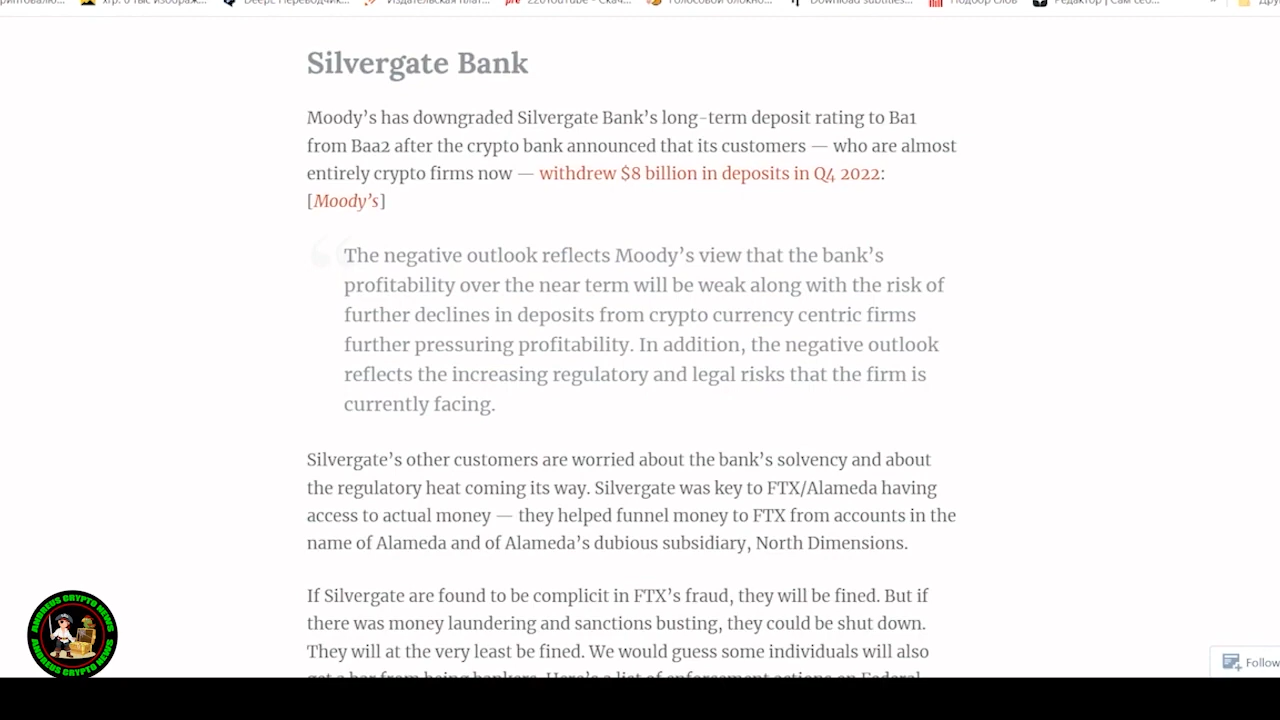 Silvergate Bank
Moody's has downgraded Silvergate Bank's long-term deposit rating to Ba1
from Baa2 after the crypto bank announced that its customers — who are almost
entirely crypto firms now — withdrew $8 billion in deposits in Q4 2022:
[Moody's]
“
The negative outlook reflects Moody's view that the bank's
profitability over the near term will be weak along with the risk of
further declines in deposits from crypto currency centric firms
further pressuring profitability. In addition, the negative outlook
reflects the increasing regulatory and legal risks that the firm is
currently facing.
Silvergate's other customers are worried about the bank's solvency and about
the regulatory heat coming its way. Silvergate was key to FTX/Alameda having
access to actual money — they helped funnel money to FTX from accounts in the
name of Alameda and of Alameda's dubious subsidiary, North Dimensions.
If Silvergate are found to be complicit in FTX's fraud, they will be fined. But if
there was money laundering and sanctions busting, they could be shut down.
They will at the very least be fined. We would guess some individuals will also
Follow
ANDREUS CRYPTO NEWS
ANDREUS CRYPTO NEWS